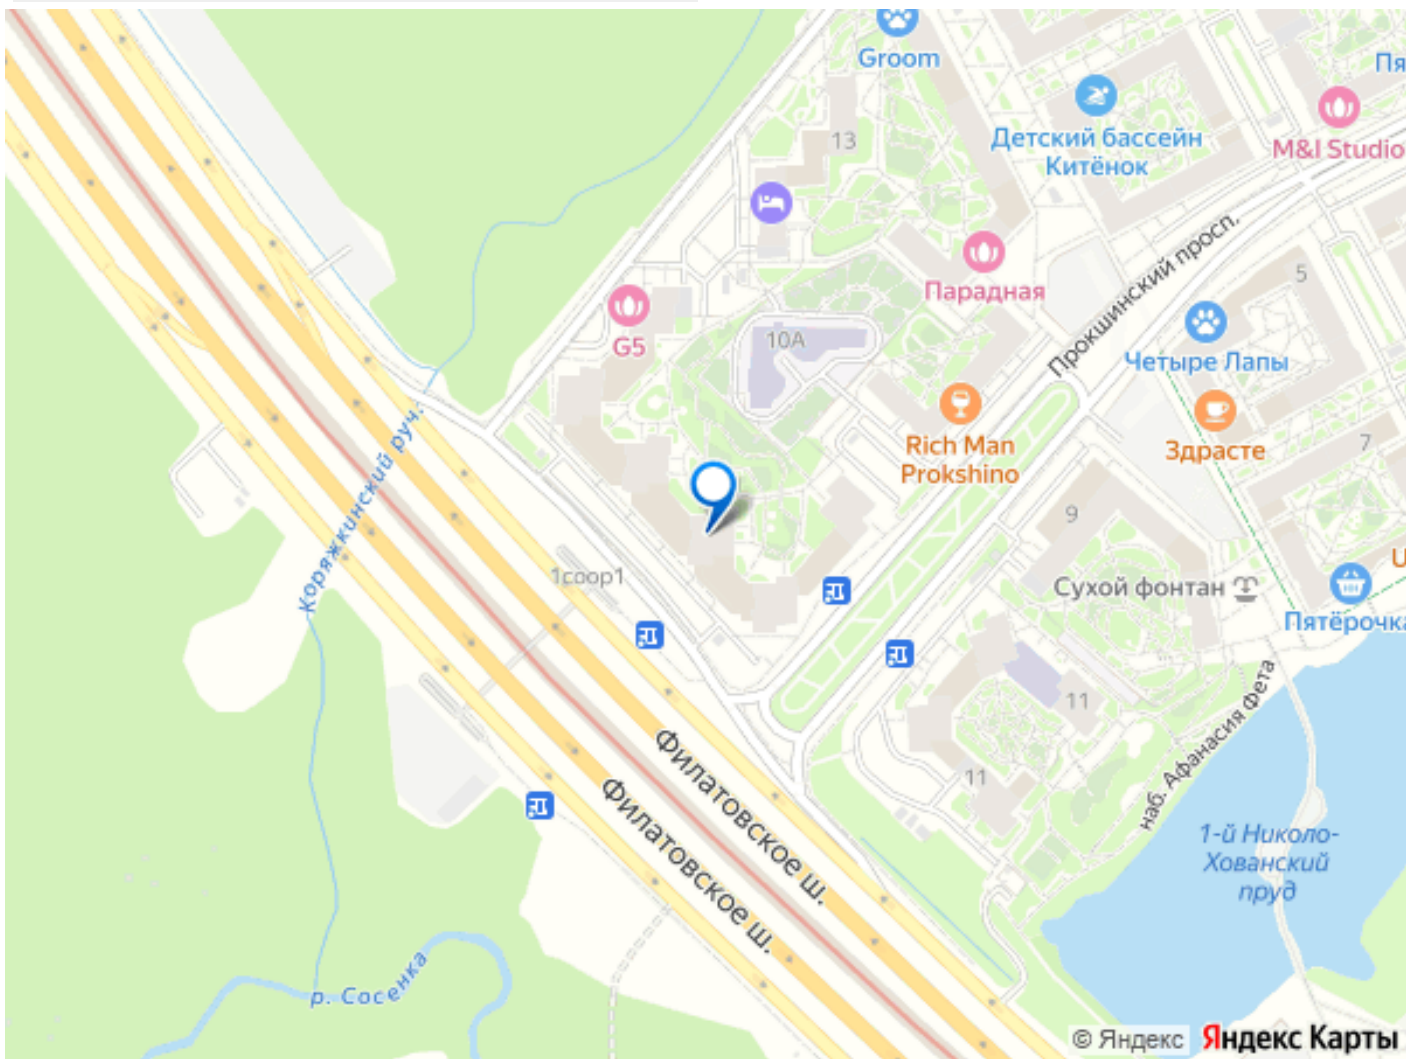 Groom
Пя
Детский бассейн
Китёнок
M&I Studio
13
Парадная
Прокшинский просп.
5
G5
10А
Четыре Лапы
Rich Man
Prokshino
Здрасте
7
Коряжкинский руч.
9
1соор1
Сухой фонтан
U
Пятёрочка
наб. Афанасия Фета
11
11
Филатовское ш.
Филатовское ш.
1-й Николо-
Хованский
пруд
р. Сосенка
© Яндекс Яндекс Карты